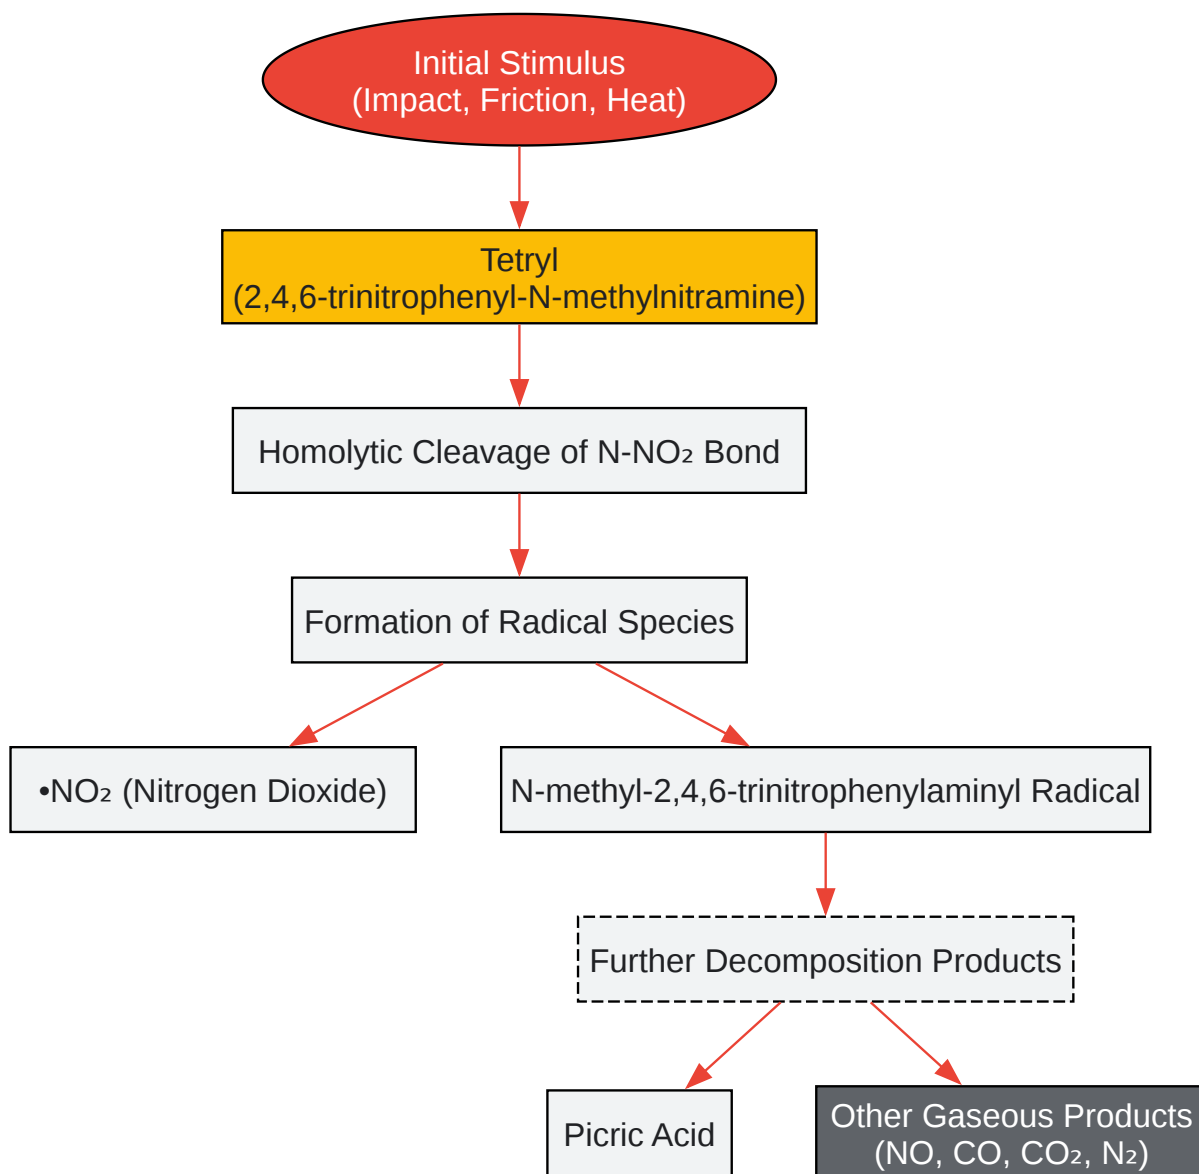 Initial Stimulus
(Impact, Friction, Heat)
Tetryl
(2,4,6-trinitrophenyl-N-methylnitramine)
Homolytic Cleavage of N-NO₂ Bond
Formation of Radical Species
•NO₂ (Nitrogen Dioxide)
N-methyl-2,4,6-trinitrophenylaminyl Radical
Further Decomposition Products
Picric Acid
Other Gaseous Products
(NO, CO, CO₂, N₂)